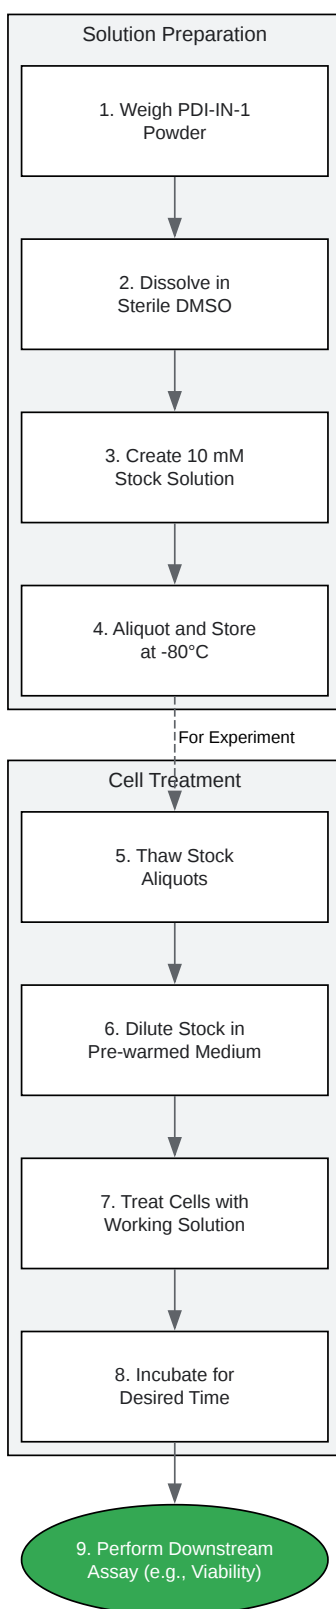 Solution Preparation
1. Weigh PDI-IN-1
Powder
2. Dissolve in
Sterile DMSO
3. Create 10 mM
Stock Solution
4. Aliquot and Store
at -80°C
For Experiment
Cell Treatment
5. Thaw Stock
Aliquots
6. Dilute Stock in
Pre-warmed Medium
7. Treat Cells with
Working Solution
8. Incubate for
Desired Time
9. Perform Downstream
Assay (e.g., Viability)